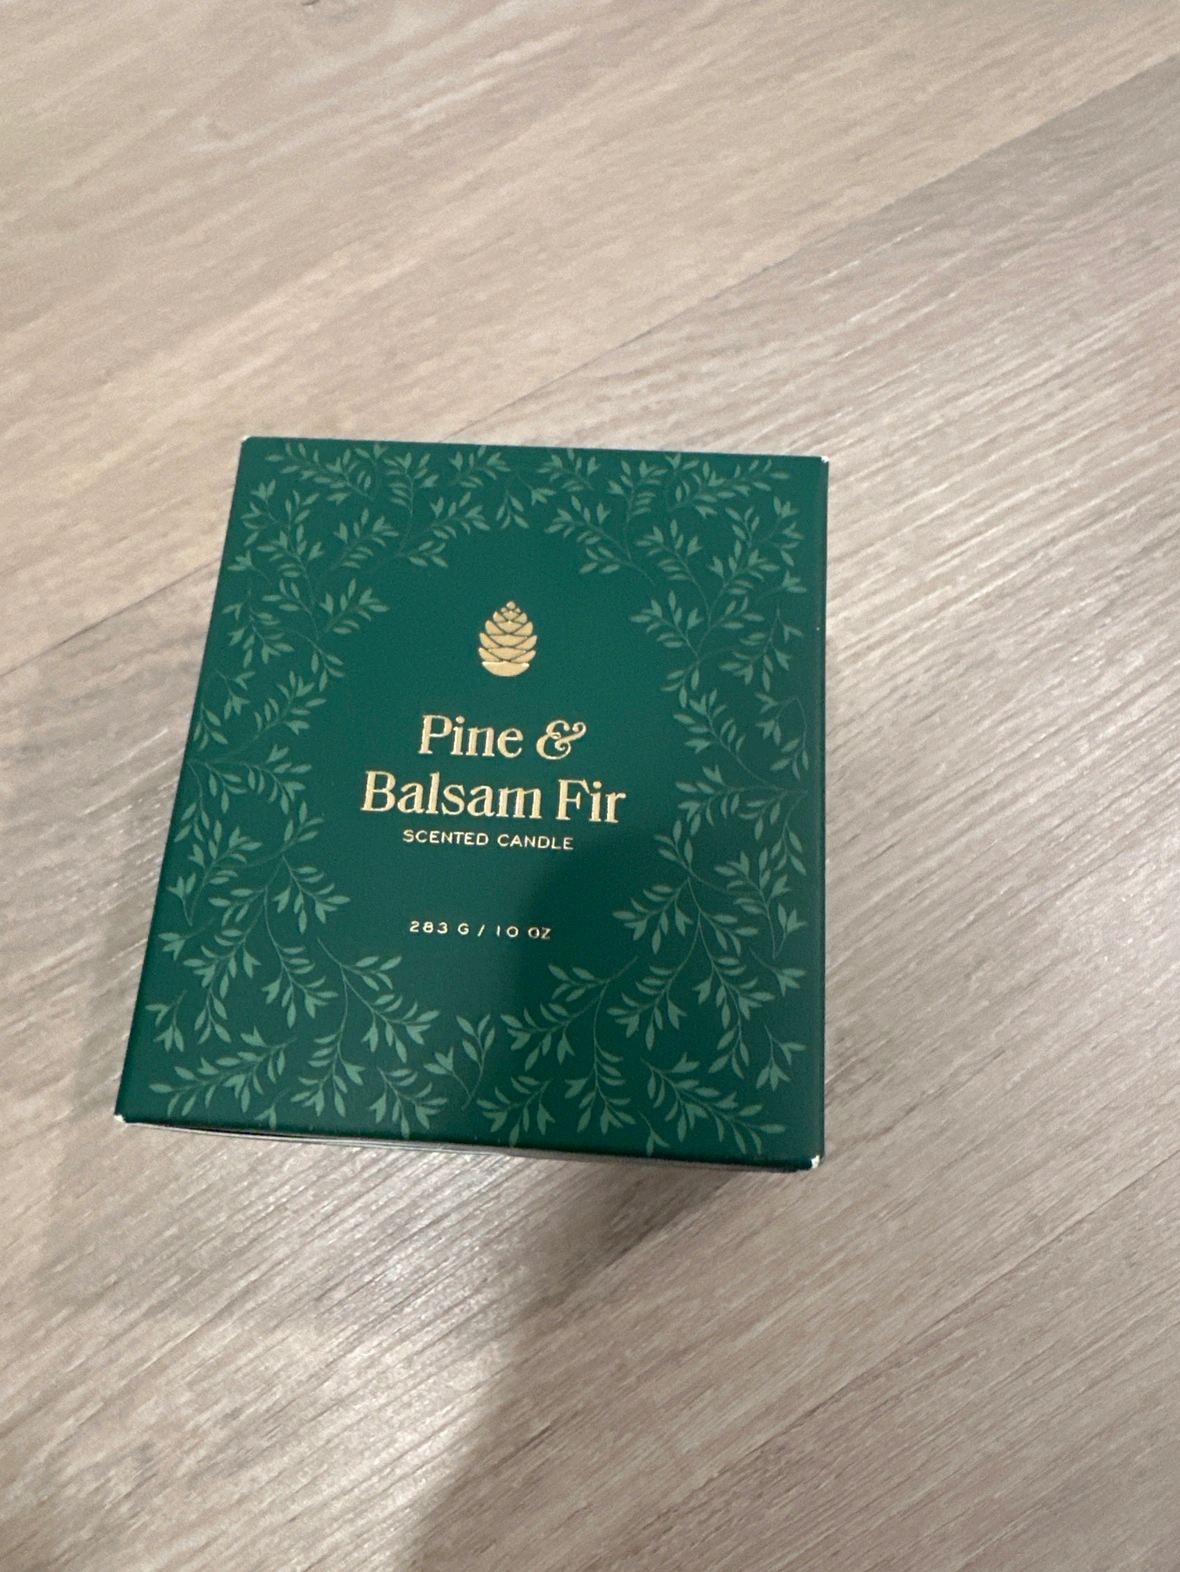 Pine &
Balsam Fir
SCENTED CANDLE
283 G / 10 OZ